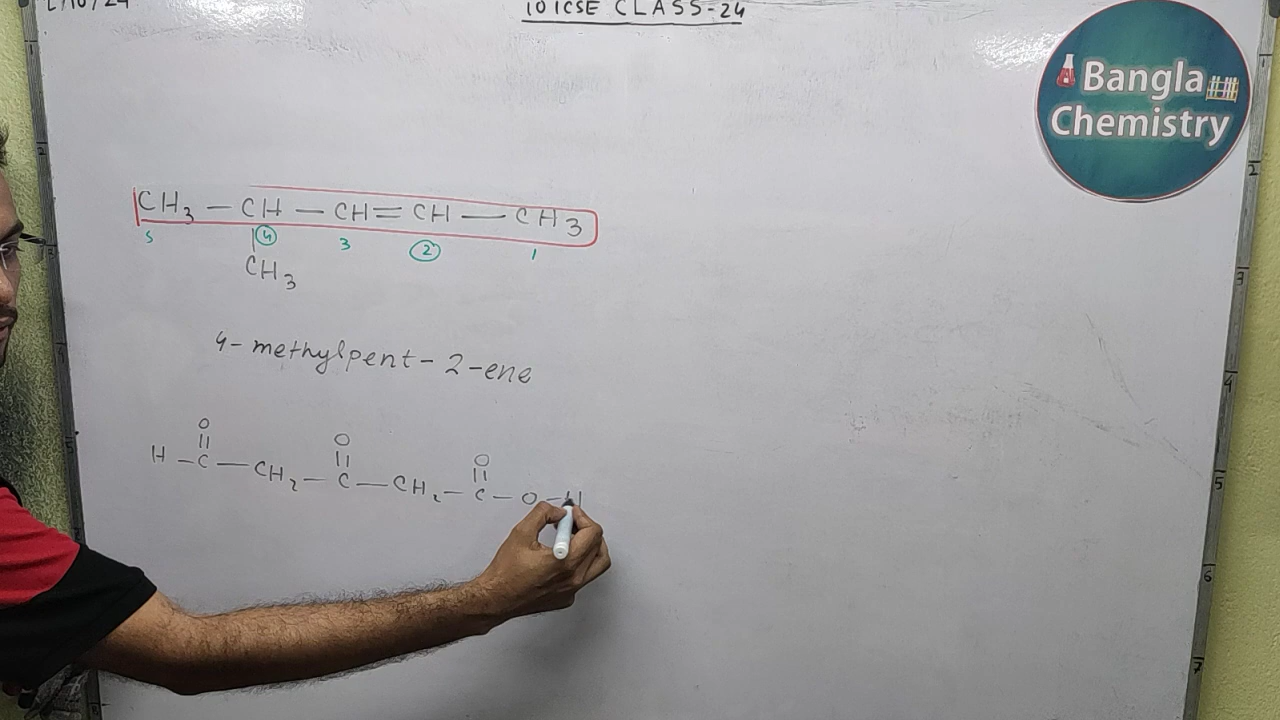 10 ICSE CLASS-24
Bangla
Chemistry
CH3 — CH — CH = CH — CH3
5 4 3 2 1
CH3
4-methylpent-2-ene
O O O
H — C — CH2 — C — CH2 — C — O — H